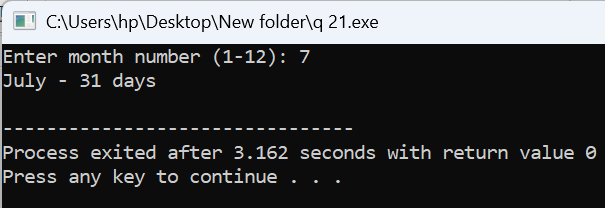 C:\Users\hp\Desktop\New folder\q 21.exe
Enter month number (1-12): 7
July - 31 days
--------------------------------
Process exited after 3.162 seconds with return value 0
Press any key to continue . . .